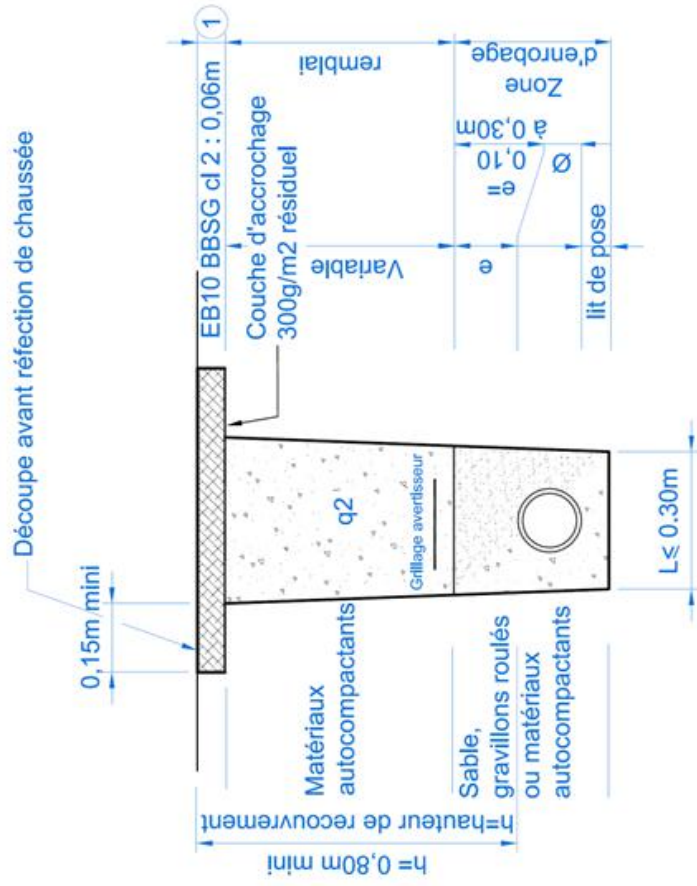 Découpe avant réfection de chaussée
0,15m mini
1
EB10 BBSG cl 2 : 0,06m
Couche d'accrochage
300g/m2 résiduel
Matériaux
autocompactants
q2
Grillage avertisseur
Variable
remblai
Sable,
gravillons roulés
ou matériaux
autocompactants
e
e=
0,10
à 0,30m
Ø
Zone
d'enrobage
lit de pose
L≤ 0.30m
h=hauteur de recouvrement
h= 0,80m mini